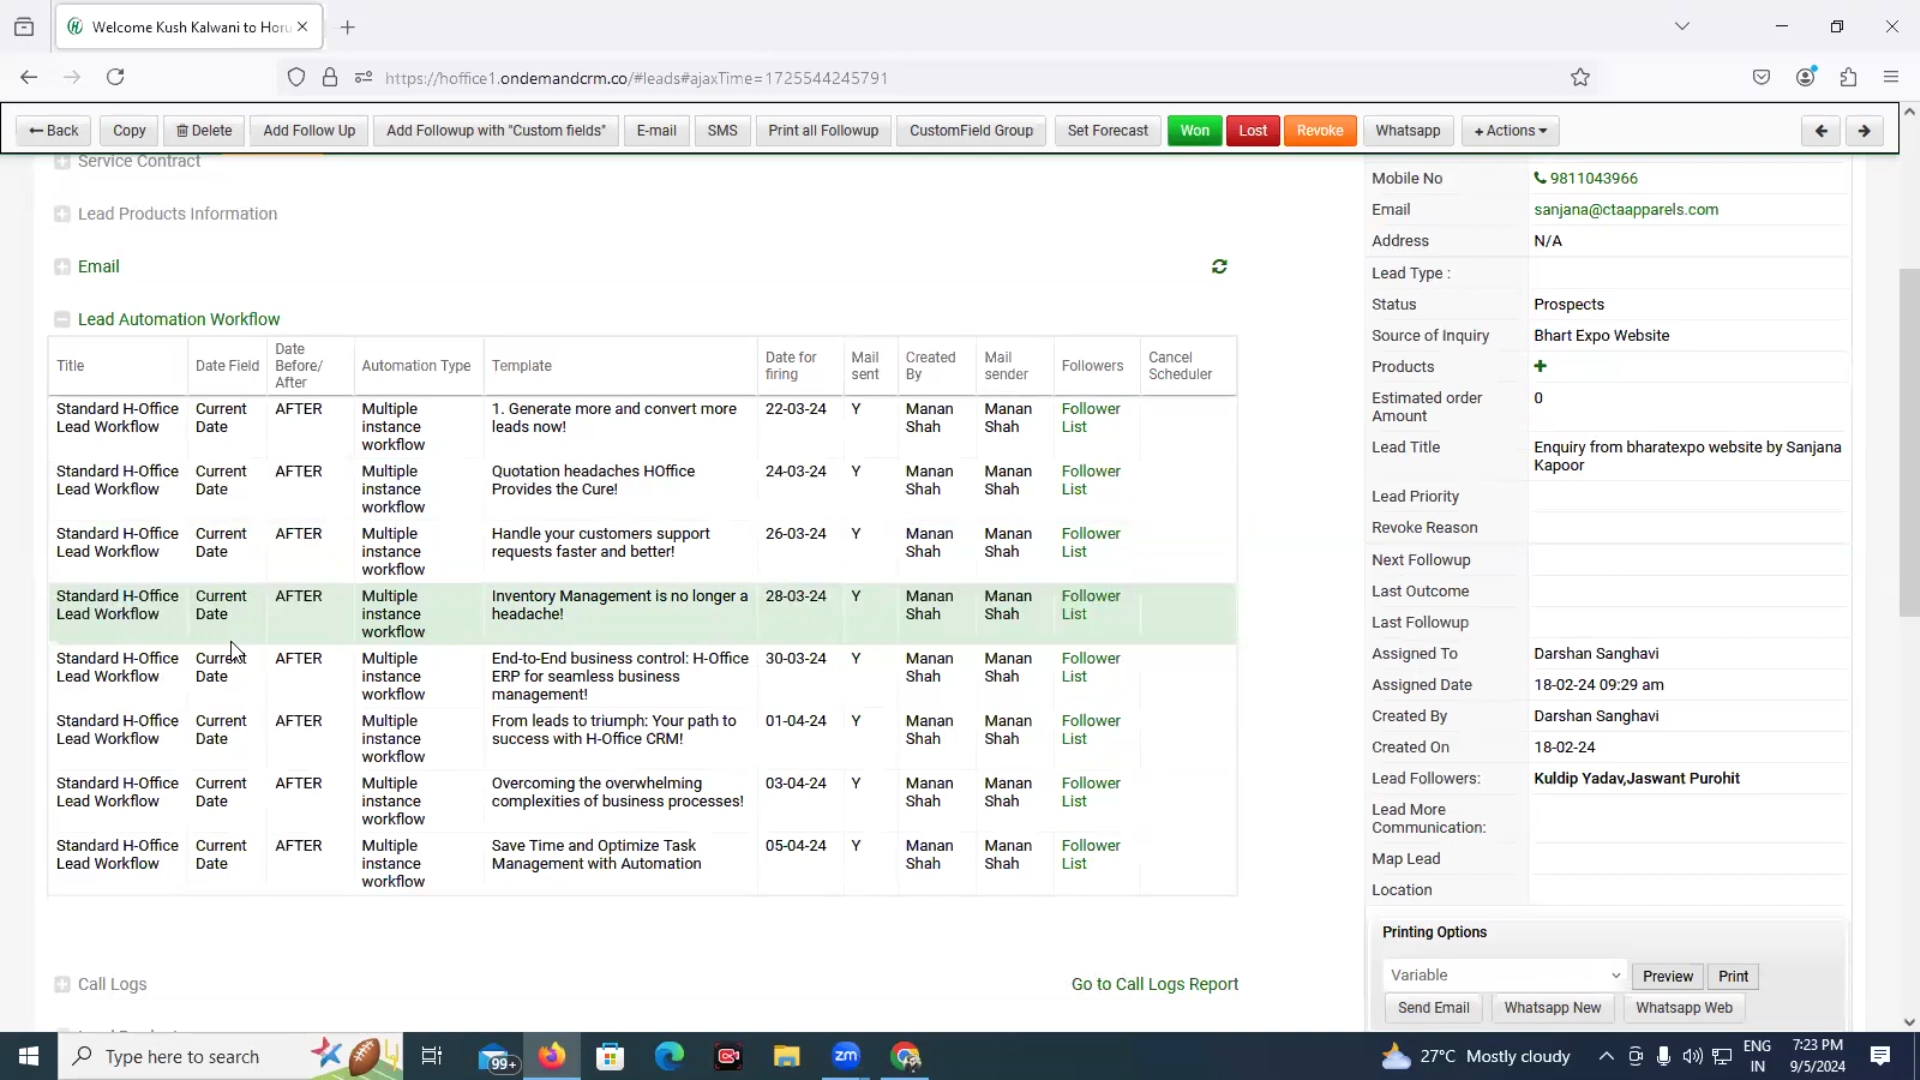 Welcome Kush Kalwani to Horu
https://hoffice1.ondemandcrm.co/#leads#ajaxTime=1725544245791
Back Copy Delete Add Follow Up Add Followup with "Custom fields" E-mail SMS Print all Followup CustomField Group Set Forecast Won Lost Revoke Whatsapp + Actions
Service Contract
Lead Products Information
Email
Lead Automation Workflow
Title Date Field Date Before/ After Automation Type Template Date for firing Mail sent Created By Mail sender Followers Cancel Scheduler
Standard H-Office Lead Workflow Current Date AFTER Multiple instance workflow 1. Generate more and convert more leads now! 22-03-24 Y Manan Shah Manan Shah Follower List
Standard H-Office Lead Workflow Current Date AFTER Multiple instance workflow Quotation headaches HOffice Provides the Cure! 24-03-24 Y Manan Shah Manan Shah Follower List
Standard H-Office Lead Workflow Current Date AFTER Multiple instance workflow Handle your customers support requests faster and better! 26-03-24 Y Manan Shah Manan Shah Follower List
Standard H-Office Lead Workflow Current Date AFTER Multiple instance workflow Inventory Management is no longer a headache! 28-03-24 Y Manan Shah Manan Shah Follower List
Standard H-Office Lead Workflow Current Date AFTER Multiple instance workflow End-to-End business control: H-Office ERP for seamless business management! 30-03-24 Y Manan Shah Manan Shah Follower List
Standard H-Office Lead Workflow Current Date AFTER Multiple instance workflow From leads to triumph: Your path to success with H-Office CRM! 01-04-24 Y Manan Shah Manan Shah Follower List
Standard H-Office Lead Workflow Current Date AFTER Multiple instance workflow Overcoming the overwhelming complexities of business processes! 03-04-24 Y Manan Shah Manan Shah Follower List
Standard H-Office Lead Workflow Current Date AFTER Multiple instance workflow Save Time and Optimize Task Management with Automation 05-04-24 Y Manan Shah Manan Shah Follower List
Call Logs Go to Call Logs Report
Mobile No 9811043966
Email sanjana@ctaapparels.com
Address N/A
Lead Type :
Status Prospects
Source of Inquiry Bhart Expo Website
Products
Estimated order Amount 0
Lead Title Enquiry from bharatexpo website by Sanjana Kapoor
Lead Priority
Revoke Reason
Next Followup
Last Outcome
Last Followup
Assigned To Darshan Sanghavi
Assigned Date 18-02-24 09:29 am
Created By Darshan Sanghavi
Created On 18-02-24
Lead Followers: Kuldip Yadav,Jaswant Purohit
Lead More Communication:
Map Lead
Location
Printing Options
Variable Preview Print
Send Email Whatsapp New Whatsapp Web
Type here to search
99+
zm
27°C Mostly cloudy
ENG IN
7:23 PM
9/5/2024